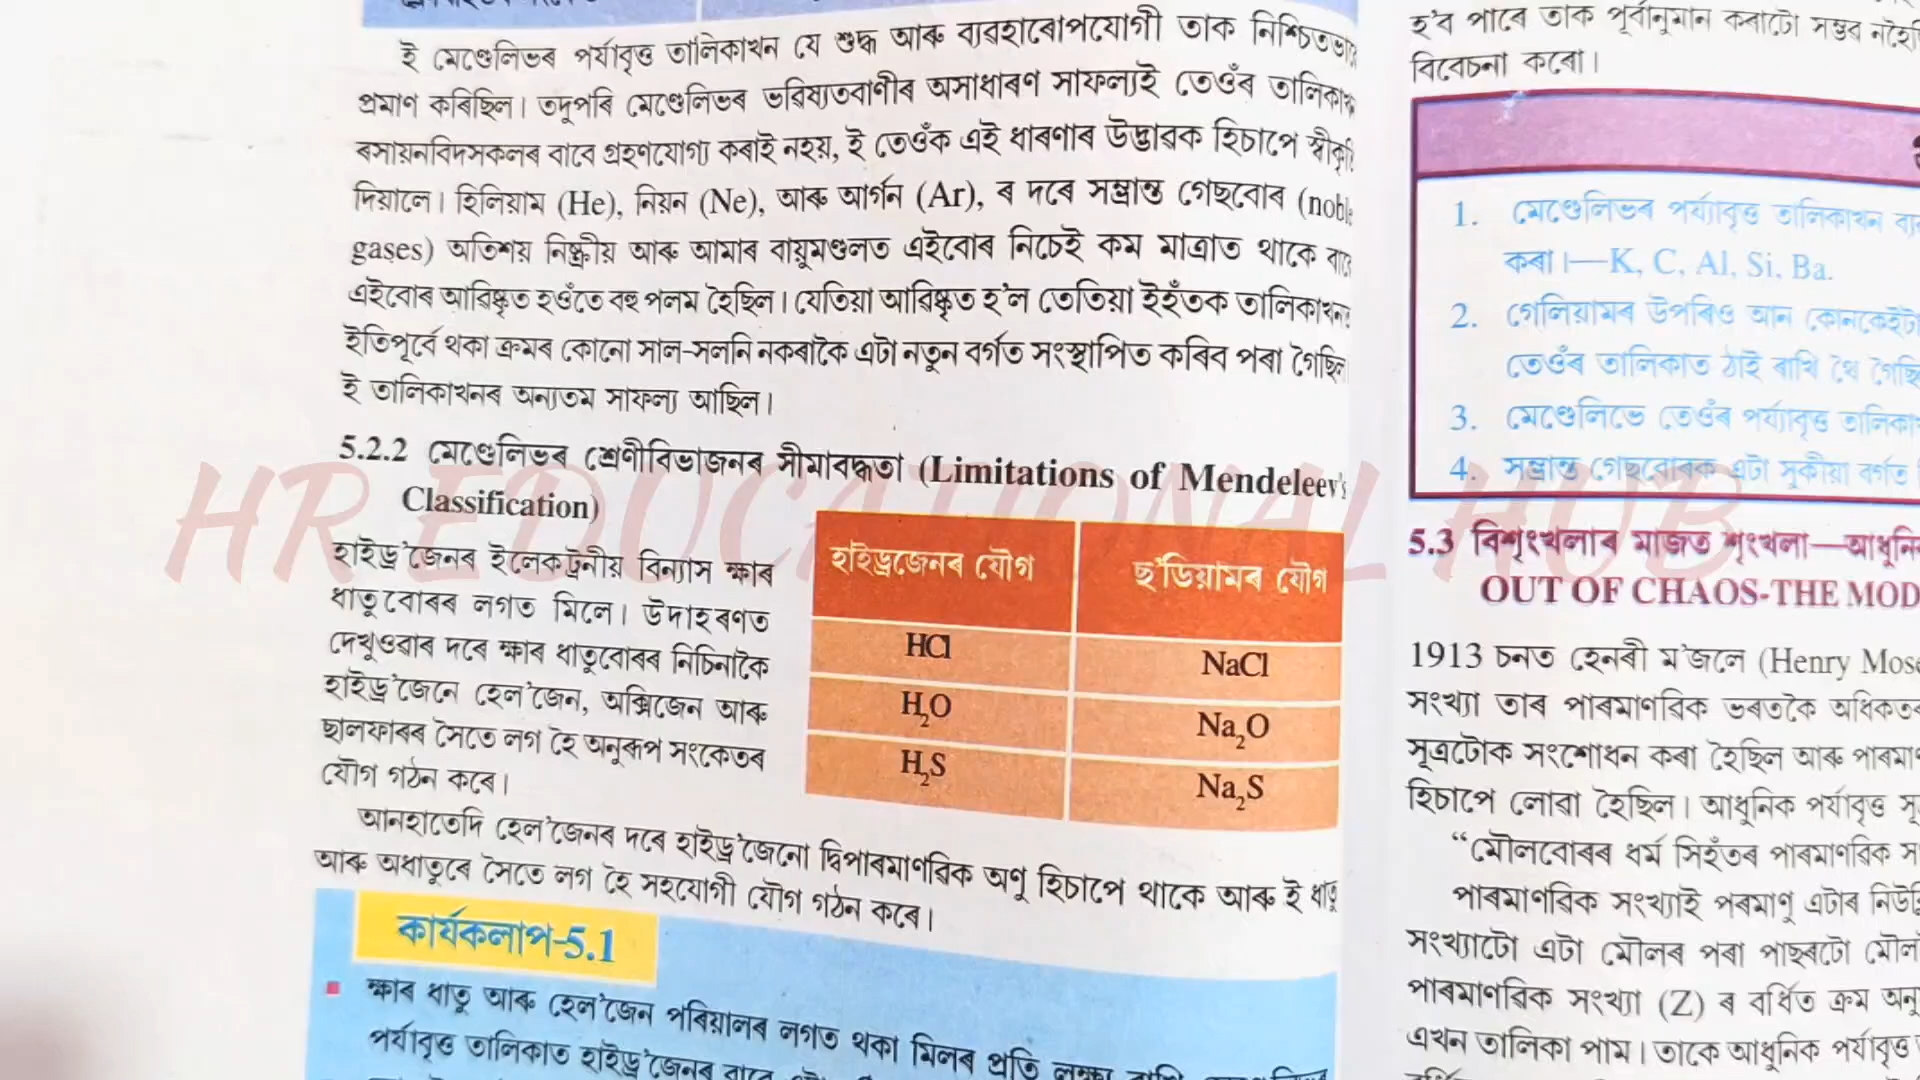 ই মেণ্ডেলিভৰ পৰ্যাবৃত্ত তালিকাখন যে শুদ্ধ আৰু ব্যৱহাৰোপযোগী তাক
প্ৰমাণ কৰিছিল। তদুপৰি মেণ্ডেলিভৰ ভৱিষ্যতবাণীৰ অসাধাৰণ সাফল্যই তেওঁৰ
ৰসায়নবিদসকলৰ বাবে গ্ৰহণযোগ্য কৰাই নহয়, ই তেওঁক এই ধাৰণাৰ উদ্ভাৱক হিচাপে
দিয়ালে। হিলিয়াম (He), নিয়ন (Ne), আৰু আৰ্গন (Ar), ৰ দৰে সম্ভ্ৰান্ত গেছবোৰ
gases) অতিশয় নিষ্ক্ৰীয় আৰু আমাৰ বায়ুমণ্ডলত এইবোৰ নিচেই কম মাত্ৰাত থাকে
এইবোৰ আৱিষ্কৃত হওঁতে বহু পলম হৈছিল। যেতিয়া আৱিষ্কৃত হ'ল তেতিয়া ইহঁতক
ইতিপূৰ্বে থকা ক্ৰমৰ কোনো সাল-সলনি নকৰাকৈ এটা নতুন বৰ্গত সংস্থাপিত কৰিব পৰা গৈছিল
ই তালিকাখনৰ অন্যতম সাফল্য আছিল।
5.2.2 মেণ্ডেলিভৰ শ্ৰেণীবিভাজনৰ সীমাবদ্ধতা (Limitations of Mendeleev's
Classification)
হাইড্ৰ'জেনৰ ইলেকট্ৰনীয় বিন্যাস ক্ষাৰ
ধাতুবোৰৰ লগত মিলে। উদাহৰণত
দেখুওৱাৰ দৰে ক্ষাৰ ধাতুবোৰৰ নিচিনাকৈ
হাইড্ৰ'জেনে হেল'জেন, অক্সিজেন আৰু
ছালফাৰৰ সৈতে লগ হৈ অনুৰূপ সংকেতৰ
যৌগ গঠন কৰে।
হাইড্ৰজেনৰ যৌগ ছ'ডিয়ামৰ যৌগ
HCl NaCl
H₂O Na₂O
H₂S Na₂S
আনহাতেদি হেল'জেনৰ দৰে হাইড্ৰ'জেনো দ্বিপাৰমাণৱিক অণু হিচাপে থাকে আৰু ই ধাতু
আৰু অধাতুৰে সৈতে লগ হৈ সহযোগী যৌগ গঠন কৰে।
কাৰ্যকলাপ-5.1
ক্ষাৰ ধাতু আৰু হেল'জেন পৰিয়ালৰ লগত থকা মিলৰ প্ৰতি
পৰ্যাবৃত্ত তালিকাত হাইড্ৰ'জেনৰ
হ'ব পাৰে তাক পূৰ্বানুমান কৰাটো সম্ভৱ
বিবেচনা কৰো।
1. মেণ্ডেলিভৰ পৰ্য্যাবৃত্ত তালিকাখন
কৰা।—K, C, Al, Si, Ba.
2. গেলিয়ামৰ উপৰিও আন
তেওঁৰ তালিকাত ঠাই ৰাখি থৈ
3. মেণ্ডেলিভে তেওঁৰ পৰ্য্যাবৃত্ত
4. সম্ভ্ৰান্ত গেছবোৰক এটা সুকীয়া বৰ্গত
5.3 বিশৃংখলাৰ মাজত শৃংখলা—
OUT OF CHAOS-THE
1913 চনত হেনৰী ম'জলে (Henry
সংখ্যা তাৰ পাৰমাণৱিক ভৰতকৈ
সূত্ৰটোক সংশোধন কৰা হৈছিল আৰু
হিচাপে লোৱা হৈছিল। আধুনিক পৰ্যাবৃত্ত
“মৌলবোৰৰ ধৰ্ম সিহঁতৰ পাৰমাণৱিক
পাৰমাণৱিক সংখ্যাই পৰমাণু এটাৰ
সংখ্যাটো এটা মৌলৰ পৰা পাছৰটো
পাৰমাণৱিক সংখ্যা (Z) ৰ বৰ্ধিত ক্ৰম
এখন তালিকা পাম। তাকে আধুনিক পৰ্যাবৃত্ত
HR EDUCATIONAL HUB